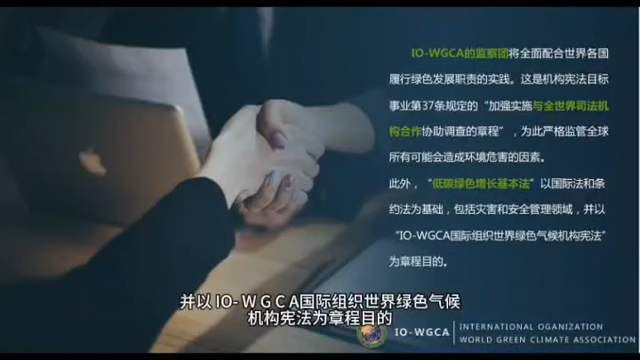 IO-WGCA的监察团将全面配合世界各国
履行绿色发展职责的实践。这是机构宪法目标
事业第37条规定的“加强实施与全世界司法机
构合作协助调查的章程”，为此严格监管全球
所有可能会造成环境危害的因素。
此外，“低碳绿色增长基本法”以国际法和条
约法为基础，包括灾害和安全管理领域，并以
“IO-WGCA国际组织世界绿色气候机构宪法”
为章程目的。
并以 IO-WGCA国际组织世界绿色气候
机构宪法为章程目的
IO-WGCA
INTERNATIONAL OGANIZATION
WORLD GREEN CLIMATE ASSOCIATION